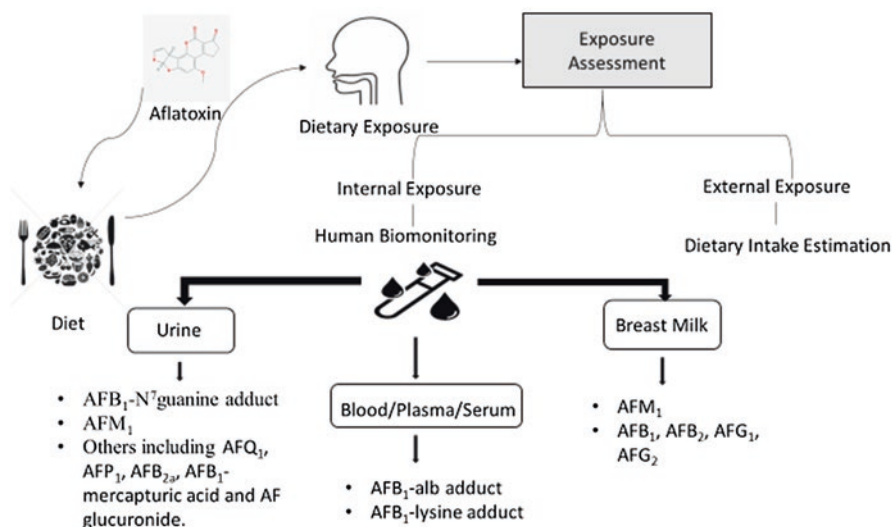 Aflatoxin
Dietary Exposure
Exposure
Assessment
Internal Exposure
External Exposure
Human Biomonitoring
Dietary Intake Estimation
Diet
Urine
Breast Milk
Blood/Plasma/Serum
• AFB₁-N⁷guanine adduct
• AFM₁
• Others including AFQ₁,
AFP₁, AFB₂ₐ, AFB₁-
mercapturic acid and AF
glucuronide.
• AFB₁-alb adduct
• AFB₁-lysine adduct
• AFM₁
• AFB₁, AFB₂, AFG₁,
AFG₂